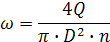 ω = 4Q / (π · D² · n)